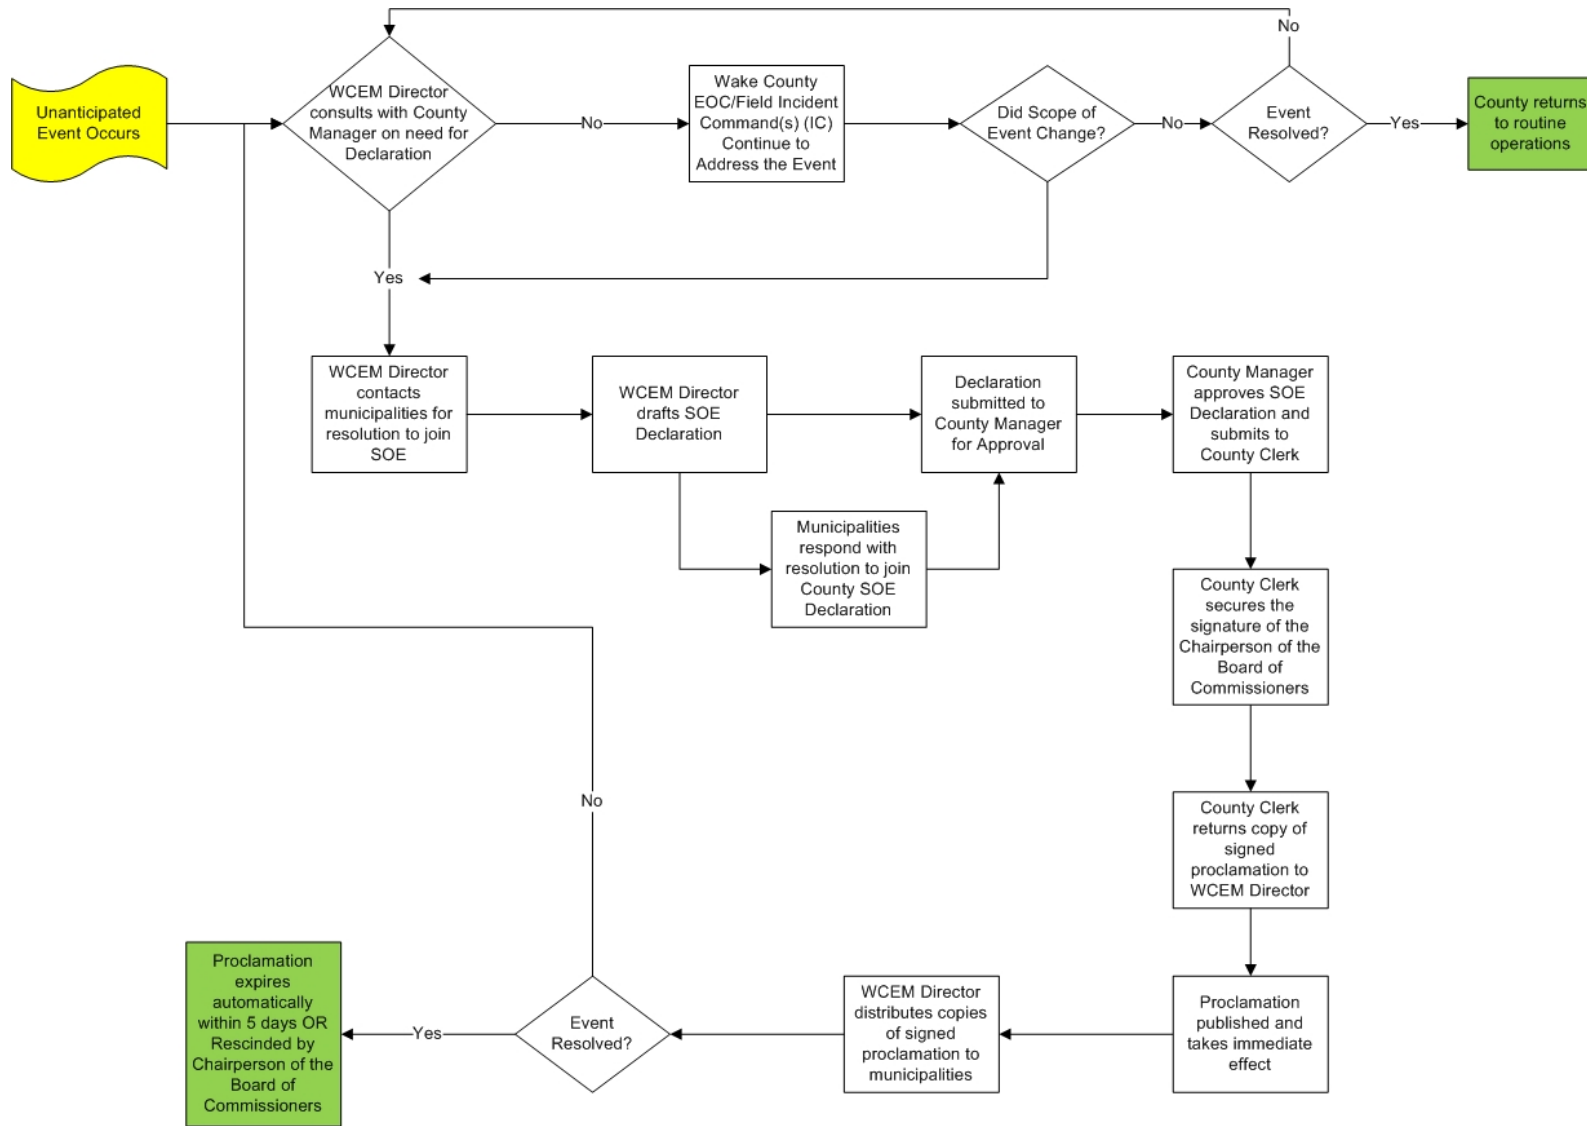 No
Unanticipated
Event Occurs
WCEM Director
consults with County
Manager on need for
Declaration
No
Wake County
EOC/Field Incident
Command(s) (IC)
Continue to
Address the Event
Did Scope of
Event Change?
No
Event
Resolved?
Yes
County returns
to routine
operations
Yes
WCEM Director
contacts
municipalities for
resolution to join
SOE
WCEM Director
drafts SOE
Declaration
Declaration
submitted to
County Manager
for Approval
County Manager
approves SOE
Declaration and
submits to
County Clerk
Municipalities
respond with
resolution to join
County SOE
Declaration
County Clerk
secures the
signature of the
Chairperson of the
Board of
Commissioners
No
County Clerk
returns copy of
signed
proclamation to
WCEM Director
Proclamation
expires
automatically
within 5 days OR
Rescinded by
Chairperson of the
Board of
Commissioners
Yes
Event
Resolved?
WCEM Director
distributes copies
of signed
proclamation to
municipalities
Proclamation
published and
takes immediate
effect